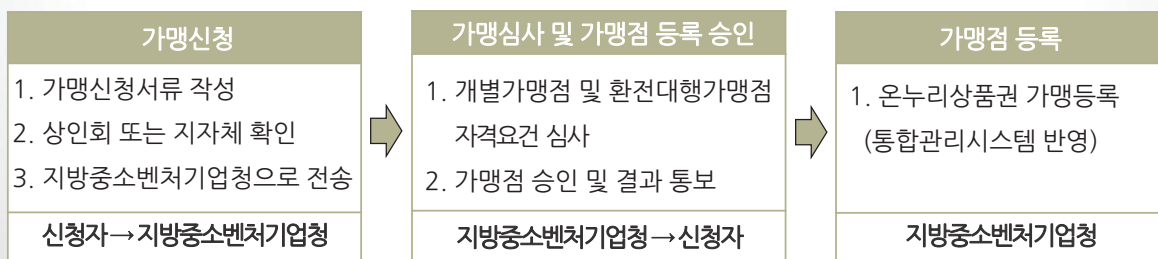 가맹신청
1. 가맹신청서류 작성
2. 상인회 또는 지자체 확인
3. 지방중소벤처기업청으로 전송
신청자→지방중소벤처기업청
가맹심사 및 가맹점 등록 승인
1. 개별가맹점 및 환전대행가맹점
자격요건 심사
2. 가맹점 승인 및 결과 통보
지방중소벤처기업청→신청자
가맹점 등록
1. 온누리상품권 가맹등록
(통합관리시스템 반영)
지방중소벤처기업청